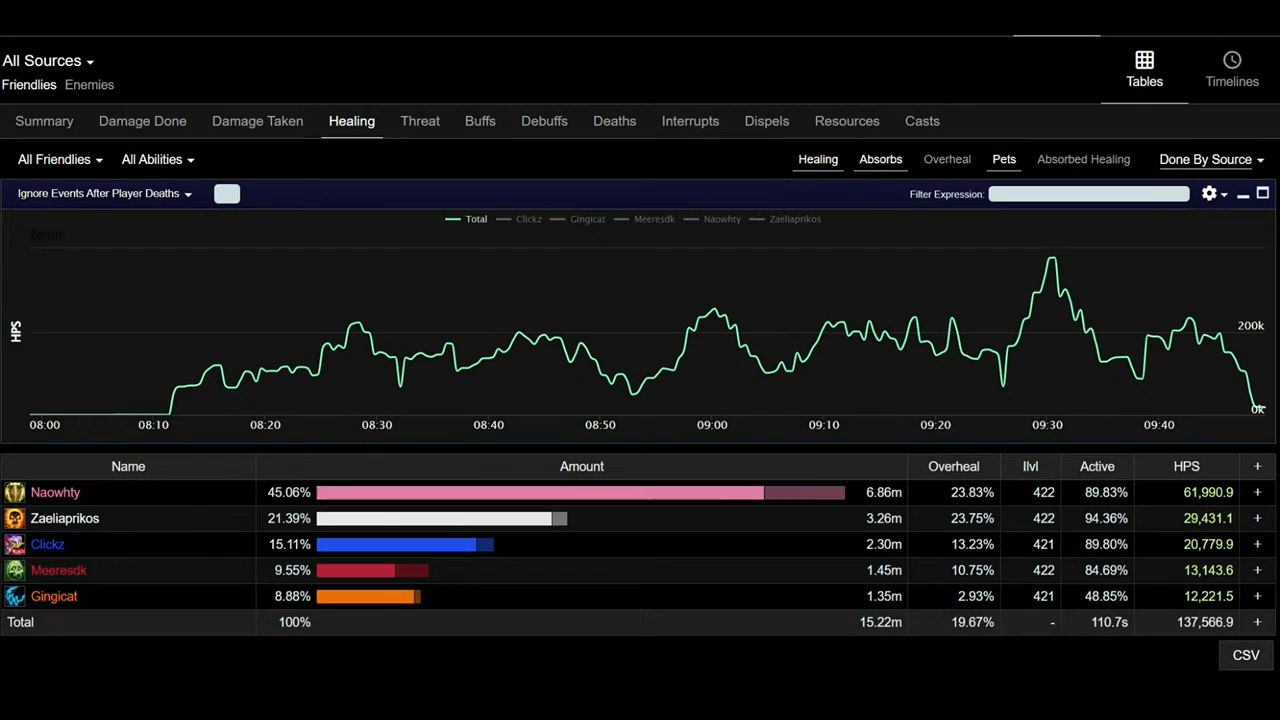 All Sources
Tables
Timelines
Friendlies Enemies
Summary Damage Done Damage Taken Healing Threat Buffs Debuffs Deaths Interrupts Dispels Resources Casts
All Friendlies All Abilities Healing Absorbs Overheal Pets Absorbed Healing Done By Source
Ignore Events After Player Deaths Filter Expression:
Total Clickz Gingicat Meeresdk Naowhty Zaeliaprikos
Zoom
HPS
200k
0k
08:00 08:10 08:20 08:30 08:40 08:50 09:00 09:10 09:20 09:30 09:40
Name Amount Overheal Ilvl Active HPS +
Naowhty 45.06% 6.86m 23.83% 422 89.83% 61,990.9 +
Zaeliaprikos 21.39% 3.26m 23.75% 422 94.36% 29,431.1 +
Clickz 15.11% 2.30m 13.23% 421 89.80% 20,779.9 +
Meeresdk 9.55% 1.45m 10.75% 422 84.69% 13,143.6 +
Gingicat 8.88% 1.35m 2.93% 421 48.85% 12,221.5 +
Total 100% 15.22m 19.67% - 110.7s 137,566.9 +
CSV